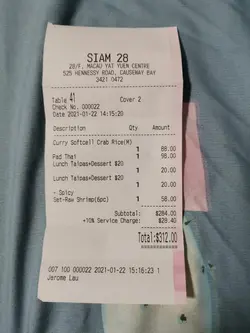 SIAM 28
28/F, MACAU YAT YUEN CENTRE
525 HENNESSY ROAD, CAUSEWAY BAY
3421 0472
Table 41 Cover 2
Check No. 000022
Date 2021-01-22 14:15:20
Description Qty Amount
Curry Softcell Crab Rice(M)
1 88.00
Pad Thai 1 98.00
Lunch Taipas+Dessert $20
1 20.00
Lunch Taipas+Dessert $20
1 20.00
- Spicy
Set-Raw Shrimp(6pc) 1 58.00
Subtotal: $284.00
+10% Service Charge: $28.40
Total:$312.00
007 100 000022 2021-01-22 15:16:23 1
Jerome Lau